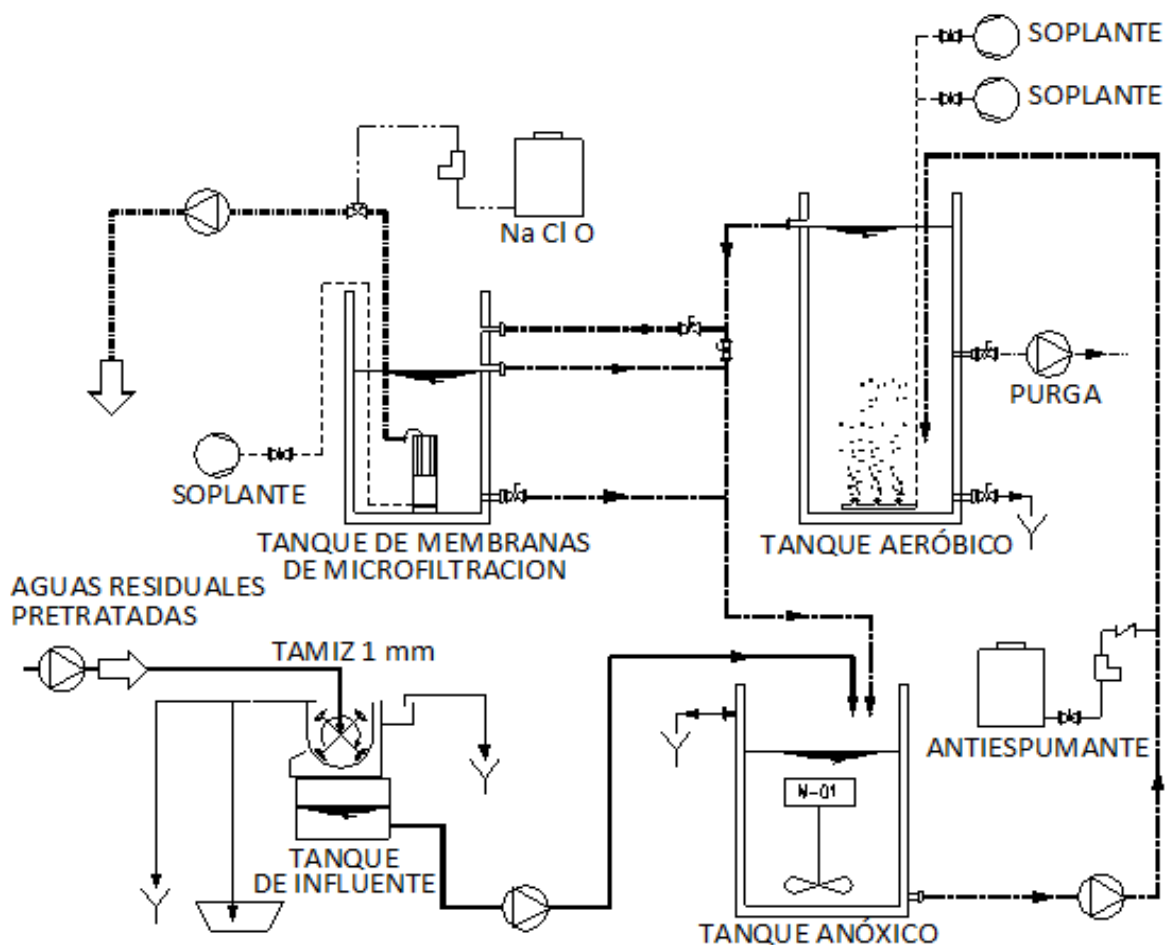 SOPLANTE
SOPLANTE
Na Cl O
PURGA
SOPLANTE
TANQUE DE MEMBRANAS
DE MICROFILTRACION
TANQUE AERÓBICO
AGUAS RESIDUALES
PRETRATADAS
TAMIZ 1 mm
ANTIESPUMANTE
M-01
TANQUE
DE INFLUENTE
TANQUE ANÓXICO